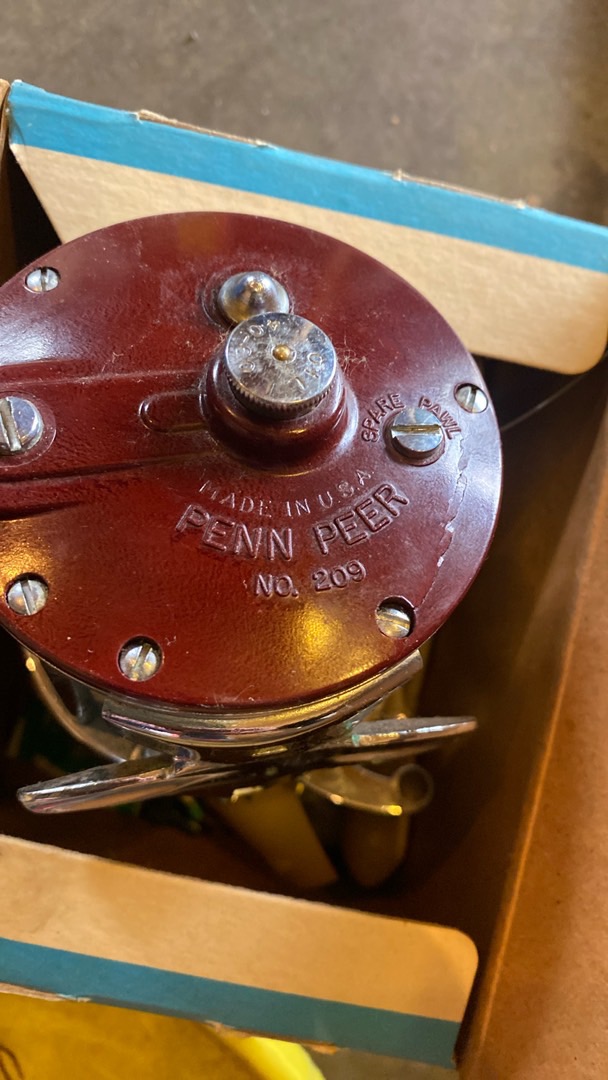 SPARE PAWL
MADE IN U.S.A.
PENN PEER
NO. 209